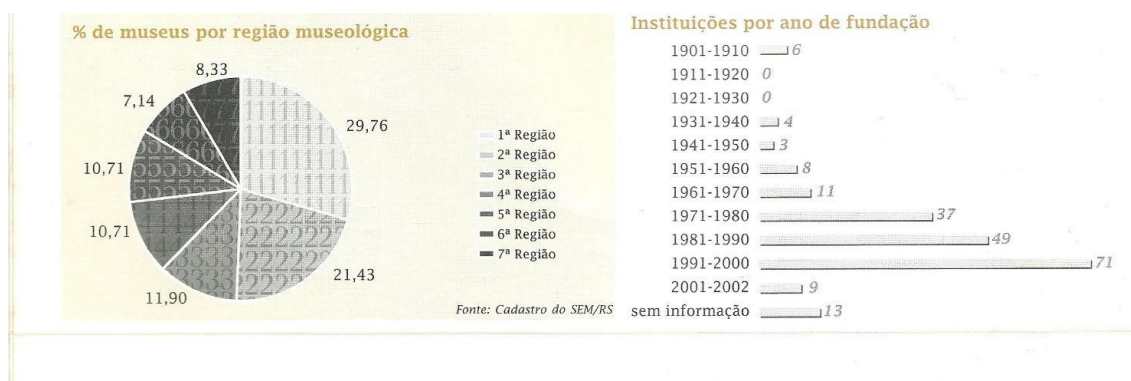 % de museus por região museológica
8,33
7,14
29,76
10,71
10,71
11,90
21,43
1ª Região
2ª Região
3ª Região
4ª Região
5ª Região
6ª Região
7ª Região
Fonte: Cadastro do SEM/RS
Instituições por ano de fundação
1901-1910 6
1911-1920 0
1921-1930 0
1931-1940 4
1941-1950 3
1951-1960 8
1961-1970 11
1971-1980 37
1981-1990 49
1991-2000 71
2001-2002 9
sem informação 13